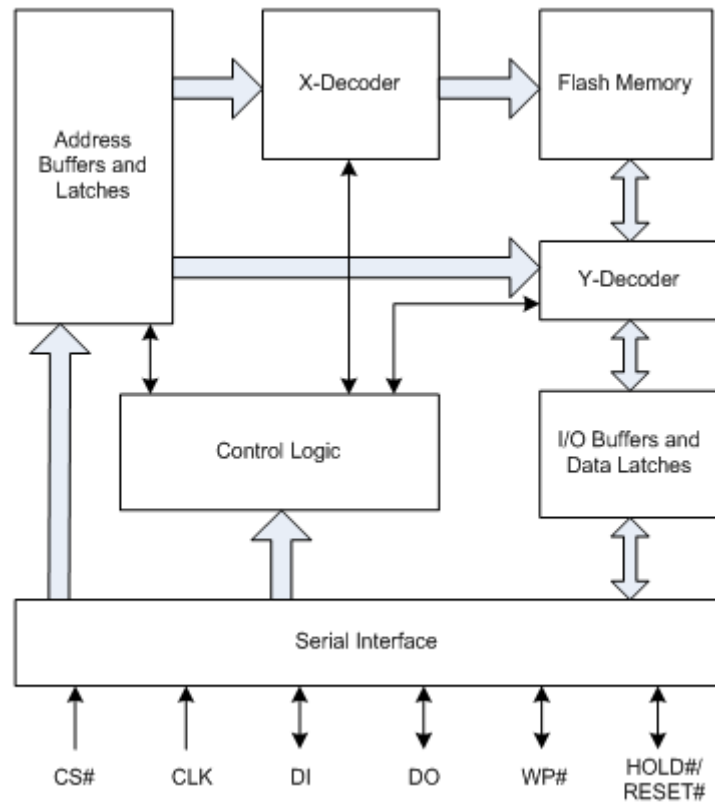 X-Decoder
Flash Memory
Address
Buffers and
Latches
Y-Decoder
Control Logic
I/O Buffers and
Data Latches
Serial Interface
CS#
CLK
DI
DO
WP#
HOLD#/
RESET#